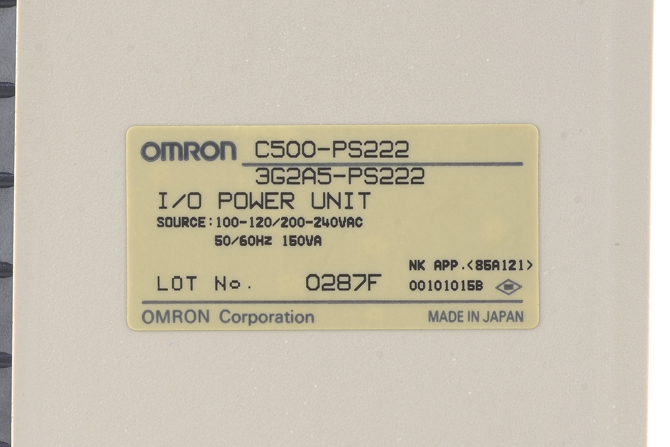 OMRON C500-PS222
3G2A5-PS222
I/O POWER UNIT
SOURCE:100-120/200-240VAC
50/60Hz 150VA
NK APP.<85A121>
LOT No. 0287F 00101015B
OMRON Corporation MADE IN JAPAN